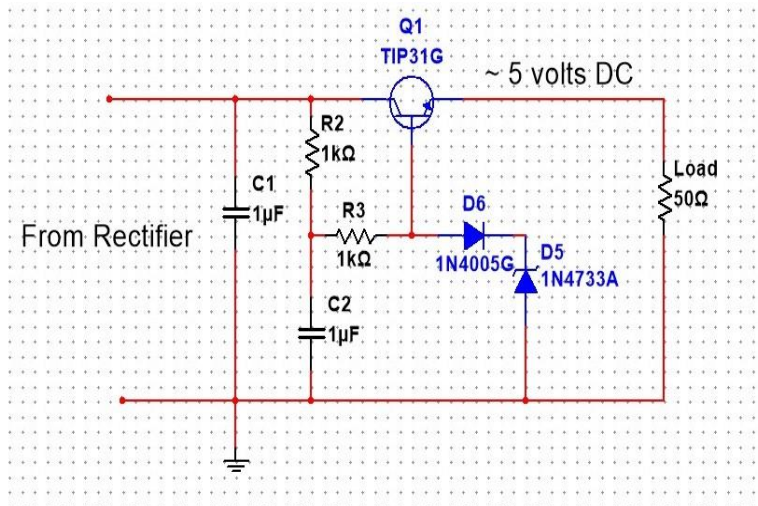 Q1
TIP31G
~ 5 volts DC
R2
1kΩ
Load
50Ω
C1
1µF
From Rectifier
R3
1kΩ
D6
1N4005G
D5
1N4733A
C2
1µF